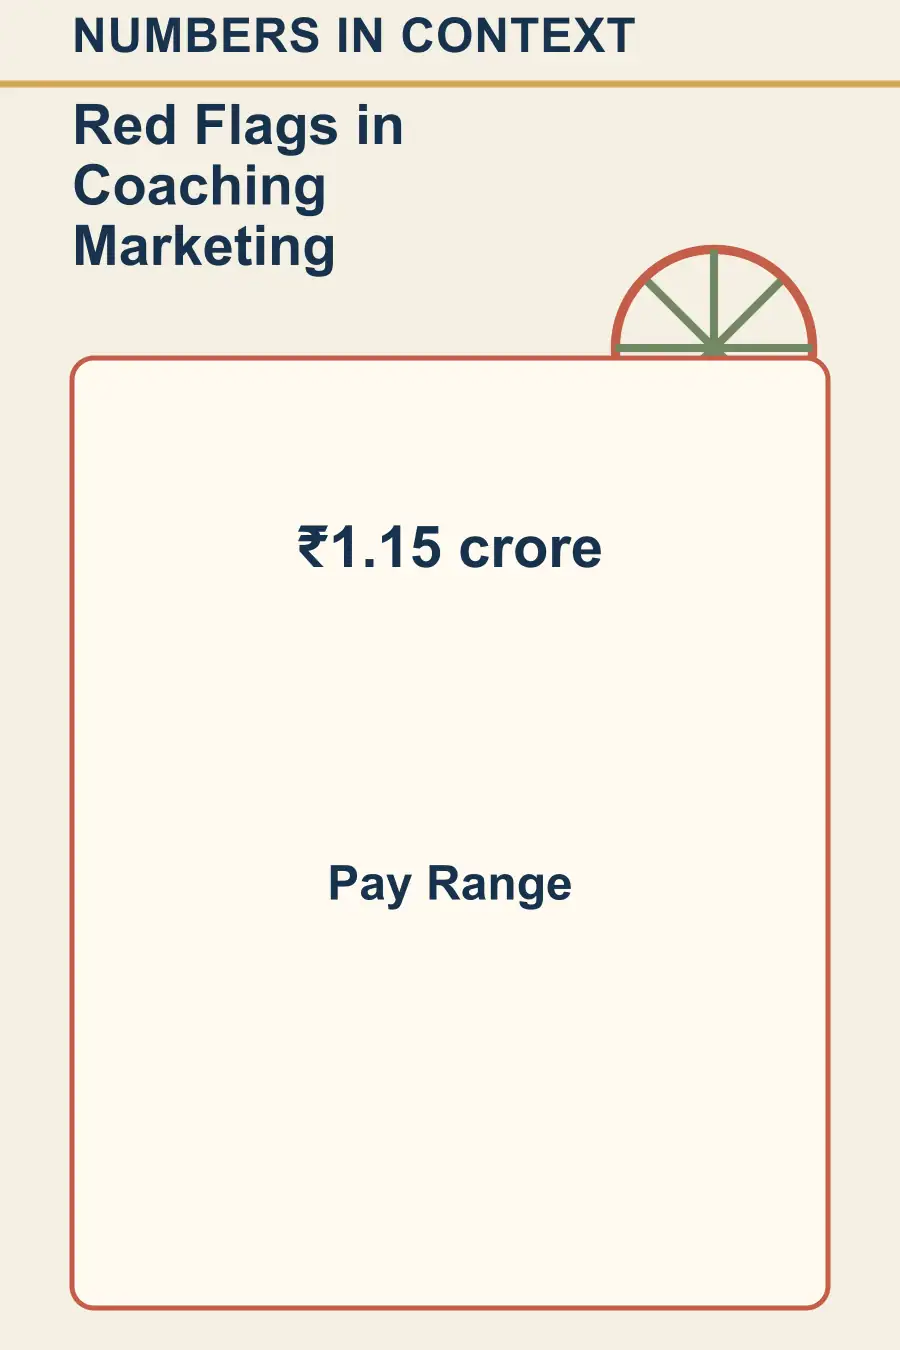 NUMBERS IN CONTEXT
Red Flags in
Coaching
Marketing
₹1.15 crore
Pay Range